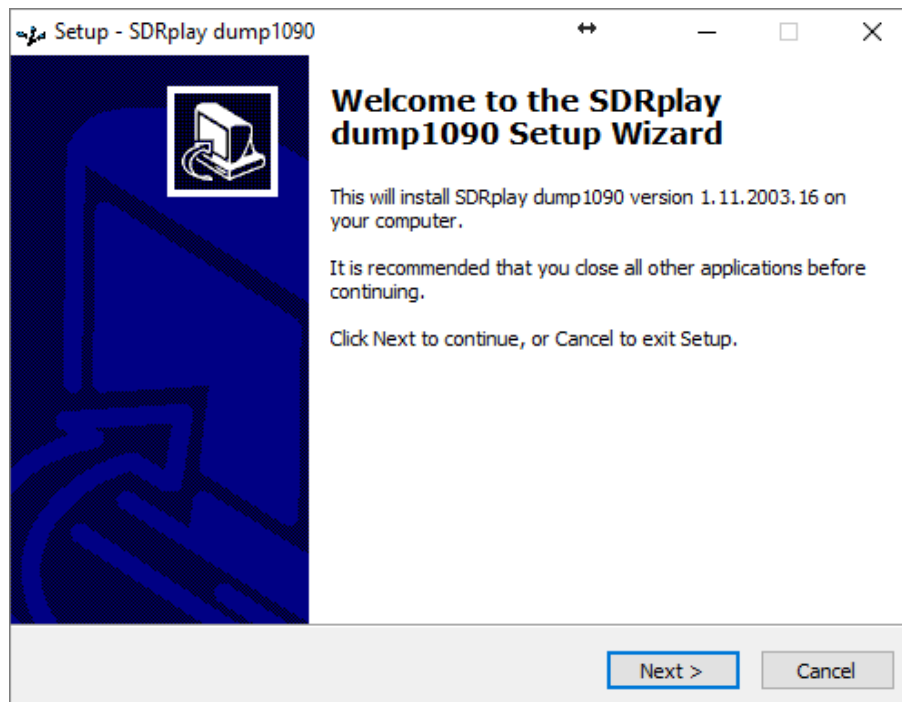 Setup - SDRplay dump1090
Welcome to the SDRplay
dump1090 Setup Wizard
This will install SDRplay dump1090 version 1.11.2003.16 on
your computer.
It is recommended that you close all other applications before
continuing.
Click Next to continue, or Cancel to exit Setup.
Next >
Cancel